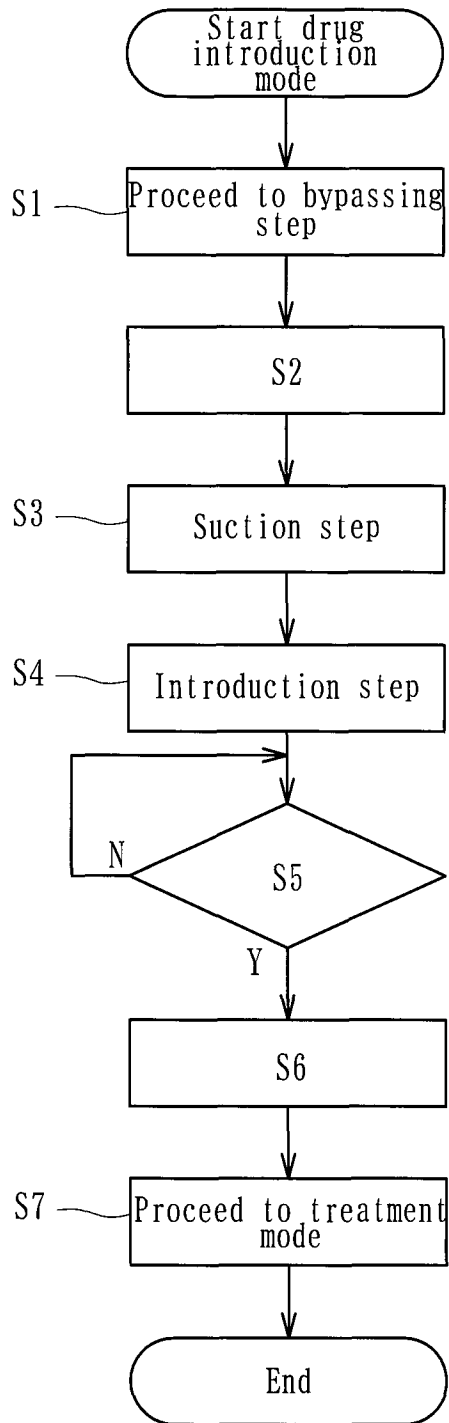 Start drug
introduction
mode
S1
Proceed to bypassing
step
S2
S3
Suction step
S4
Introduction step
N
S5
Y
S6
S7
Proceed to treatment
mode
End